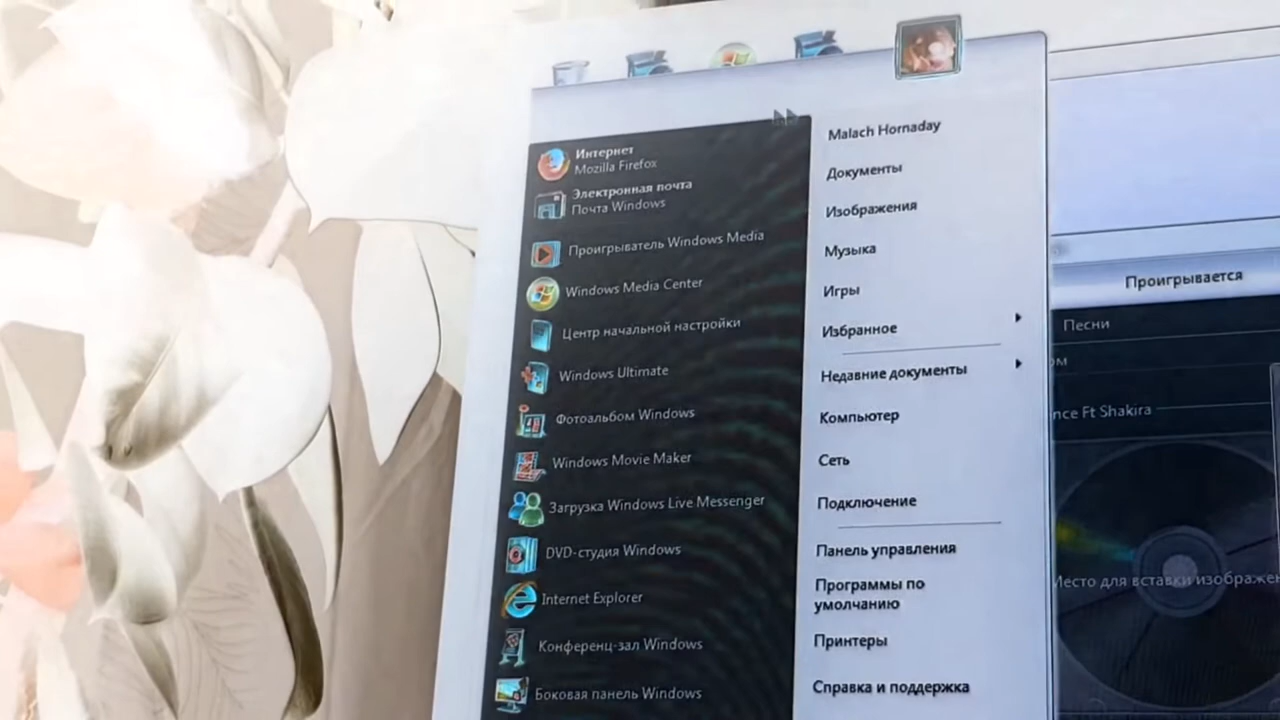 Интернет
Mozilla Firefox
Электронная почта
Почта Windows
Проигрыватель Windows Media
Windows Media Center
Центр начальной настройки
Windows Ultimate
Фотоальбом Windows
Windows Movie Maker
Загрузка Windows Live Messenger
DVD-студия Windows
Internet Explorer
Конференц-зал Windows
Боковая панель Windows
Malach Hornaday
Документы
Изображения
Музыка
Игры
Избранное
Недавние документы
Компьютер
Сеть
Подключение
Панель управления
Программы по
умолчанию
Принтеры
Справка и поддержка
Проигрывается
Песни
ом
nce Ft Shakira
Место для вставки изображен